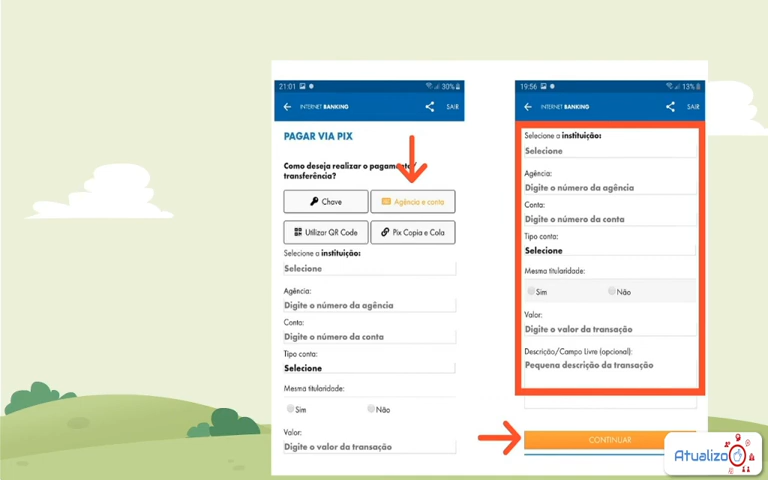 21:01
30%
INTERNET BANKING
SAIR
PAGAR VIA PIX
Como deseja realizar o pagamento/
transferência?
Chave
Agência e conta
Utilizar QR Code
Pix Copia e Cola
Selecione a instituição:
Selecione
Agência:
Digite o número da agência
Conta:
Digite o número da conta
Tipo conta:
Selecione
Mesma titularidade:
Sim
Não
Valor:
Digite o valor da transação
19:56
13%
INTERNET BANKING
SAIR
Selecione a instituição:
Selecione
Agência:
Digite o número da agência
Conta:
Digite o número da conta
Tipo conta:
Selecione
Mesma titularidade:
Sim
Não
Valor:
Digite o valor da transação
Descrição/Campo Livre (opcional):
Pequena descrição da transação
CONTINUAR
Atualizo